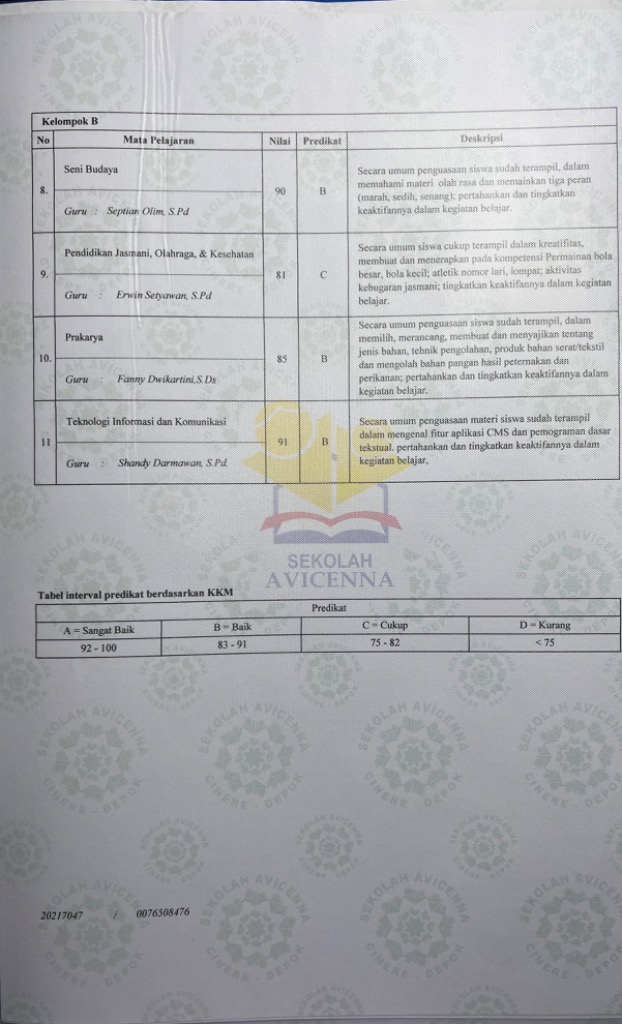 Kelompok B
No Mata Pelajaran Nilai Predikat Deskripsi
8. Seni Budaya
Guru : Septian Olim, S.Pd
90 B
Secara umum penguasaan siswa sudah terampil, dalam
memahami materi olah rasa dan memainkan tiga peran
(marah, sedih, senang); pertahankan dan tingkatkan
keaktifannya dalam kegiatan belajar.
9. Pendidikan Jasmani, Olahraga, & Kesehatan
Guru : Erwin Setyawan, S.Pd
81 C
Secara umum siswa cukup terampil dalam kreatifitas,
membuat dan menerapkan pada kompetensi Permainan bola
besar, bola kecil; atletik nomor lari, lompat; aktivitas
kebugaran jasmani; tingkatkan keaktifannya dalam kegiatan
belajar.
10. Prakarya
Guru : Fanny Dwikartini,S.Ds
85 B
Secara umum penguasaan siswa sudah terampil, dalam
memilih, merancang, membuat dan menyajikan tentang
jenis bahan, tehnik pengolahan, produk bahan serat/tekstil
dan mengolah bahan pangan hasil peternakan dan
perikanan; pertahankan dan tingkatkan keaktifannya dalam
kegiatan belajar.
11 Teknologi Informasi dan Komunikasi
Guru : Shandy Darmawan, S.Pd.
91 B
Secara umum penguasaan materi siswa sudah terampil
dalam mengenal fitur aplikasi CMS dan pemograman dasar
tekstual. pertahankan dan tingkatkan keaktifannya dalam
kegiatan belajar,
SEKOLAH
AVICENNA
Tabel interval predikat berdasarkan KKM
Predikat
A = Sangat Baik B = Baik C = Cukup D = Kurang
92 - 100 83 - 91 75 - 82 < 75
SEKOLAH AVICENNA
CINERE - DEPOK
20217047 / 0076508476